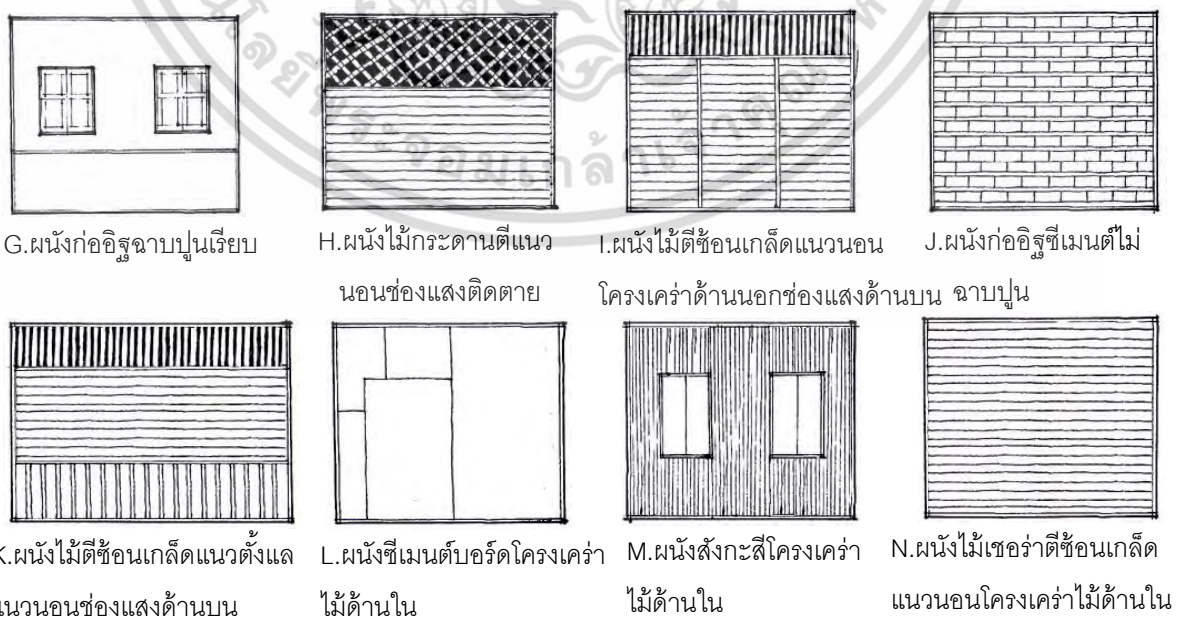 G.ผนังก่ออิฐฉาบปูนเรียบ
H.ผนังไม้กระดานตีแนว
นอนช่องแสงติดตาย
I.ผนังไม้ตีซ้อนเกล็ดแนวนอน
โครงเคร่าด้านนอกช่องแสงด้านบน
J.ผนังก่ออิฐซีเมนต์ไม่
ฉาบปูน
K.ผนังไม้ตีซ้อนเกล็ดแนวตั้งแล
แนวนอนช่องแสงด้านบน
L.ผนังซีเมนต์บอร์ดโครงเคร่า
ไม้ด้านใน
M.ผนังสังกะสีโครงเคร่า
ไม้ด้านใน
N.ผนังไม้เชอร่าตีซ้อนเกล็ด
แนวนอนโครงเคร่าไม้ด้านใน